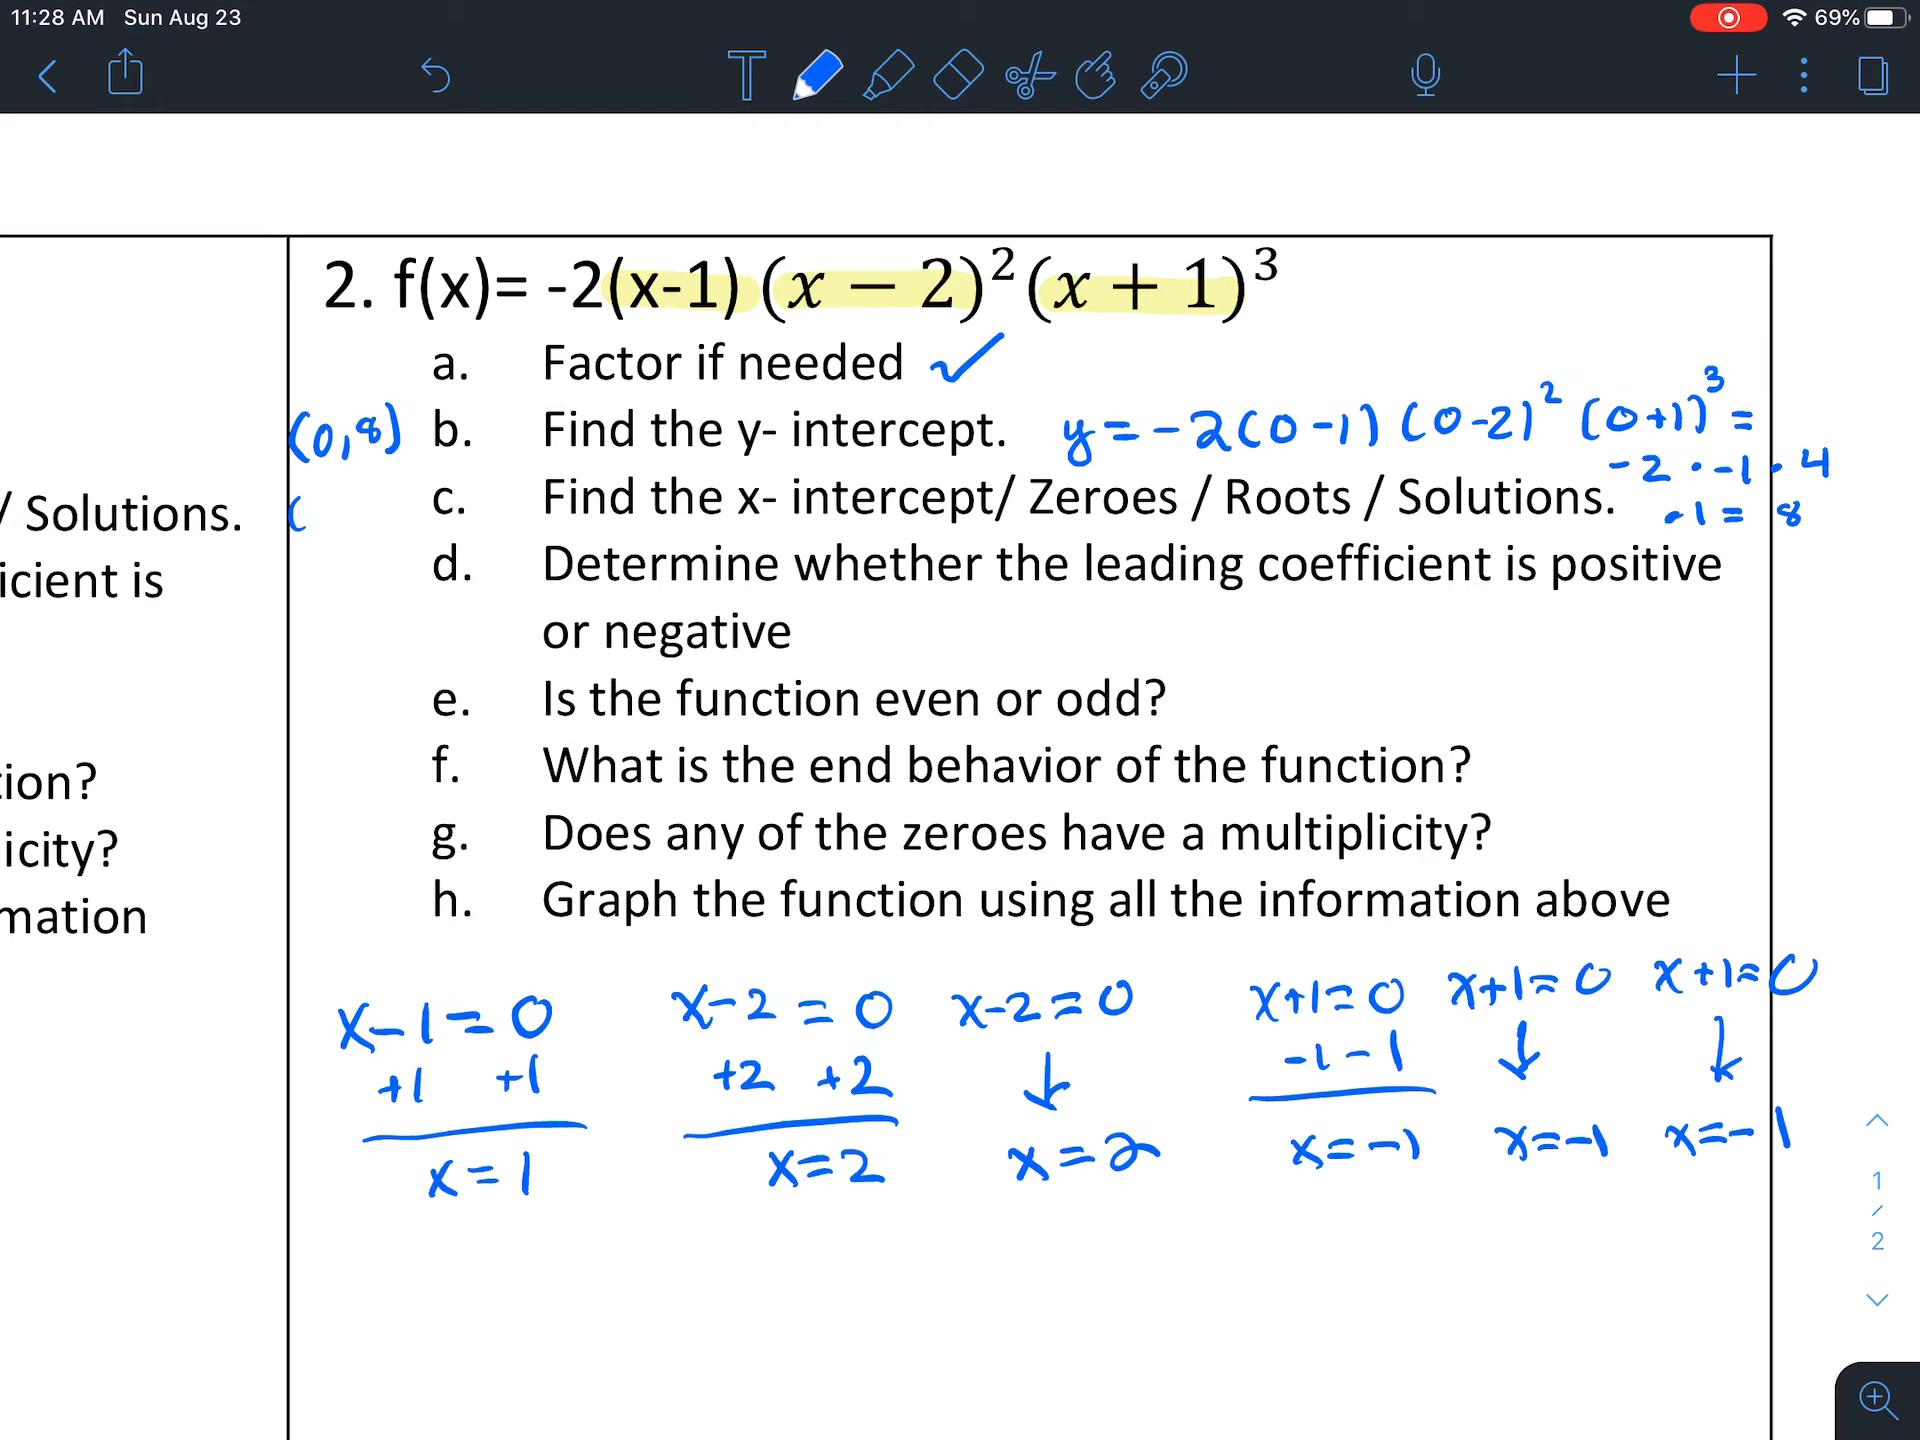 11:28 AM Sun Aug 23
69%
T
2. f(x)= -2(x-1) (x − 2)²(x + 1)³
a. Factor if needed ✓
(0,8) b. Find the y- intercept. y = -2(0-1) (0-2)² (0+1)³ =
-2 · -1 · 4
/ Solutions. ( c. Find the x- intercept/ Zeroes / Roots / Solutions.
·1 = 8
d. Determine whether the leading coefficient is positive
icient is
or negative
e. Is the function even or odd?
tion? f. What is the end behavior of the function?
icity? g. Does any of the zeroes have a multiplicity?
mation h. Graph the function using all the information above
x-1=0 x-2=0 x-2=0 x+1=0 x+1=0 x+1=0
+1 +1 +2 +2 ↓ -1 -1 ↓ ↓
x=1 x=2 x=2 x=-1 x=-1 x=-1
1
/
2